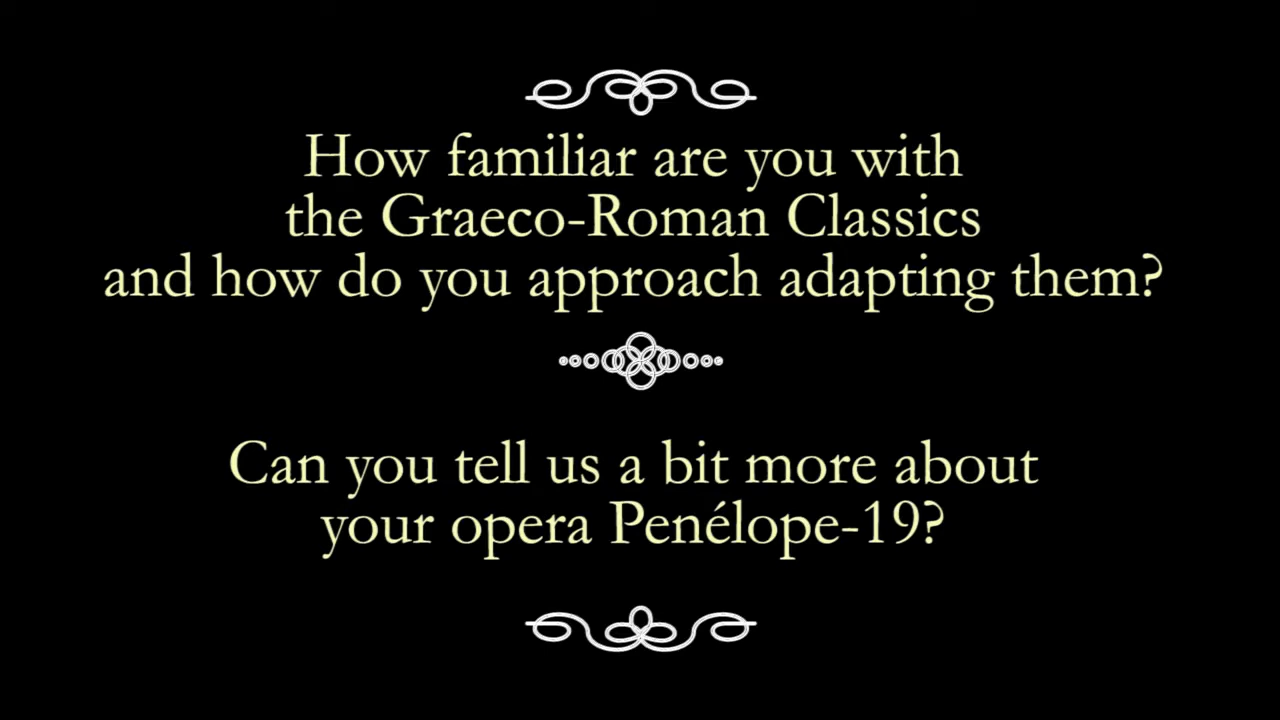 How familiar are you with
the Graeco-Roman Classics
and how do you approach adapting them?
Can you tell us a bit more about
your opera Penélope-19?